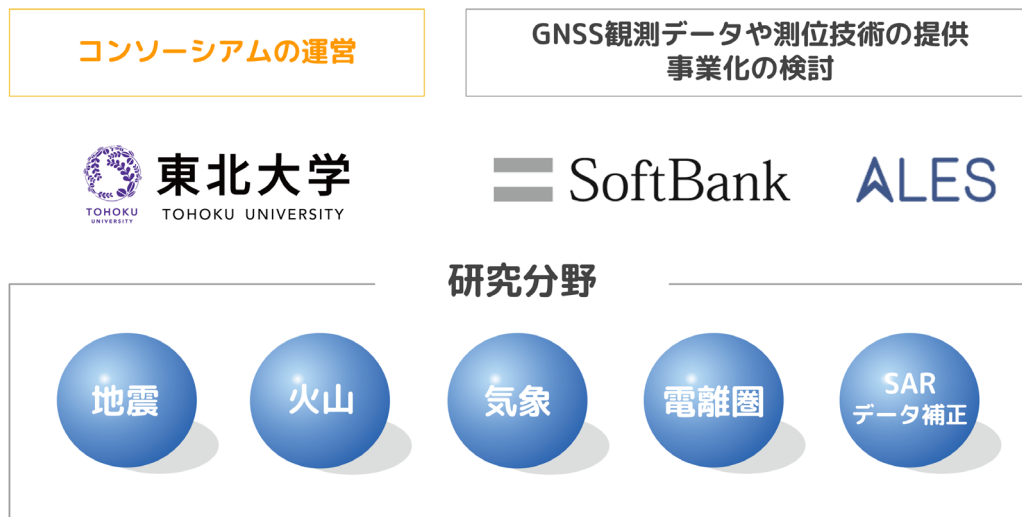 コンソーシアムの運営
GNSS観測データや測位技術の提供
事業化の検討
東北大学
TOHOKU UNIVERSITY
TOHOKU
UNIVERSITY
SoftBank
ALES
研究分野
地震
火山
気象
電離圏
SAR
データ補正